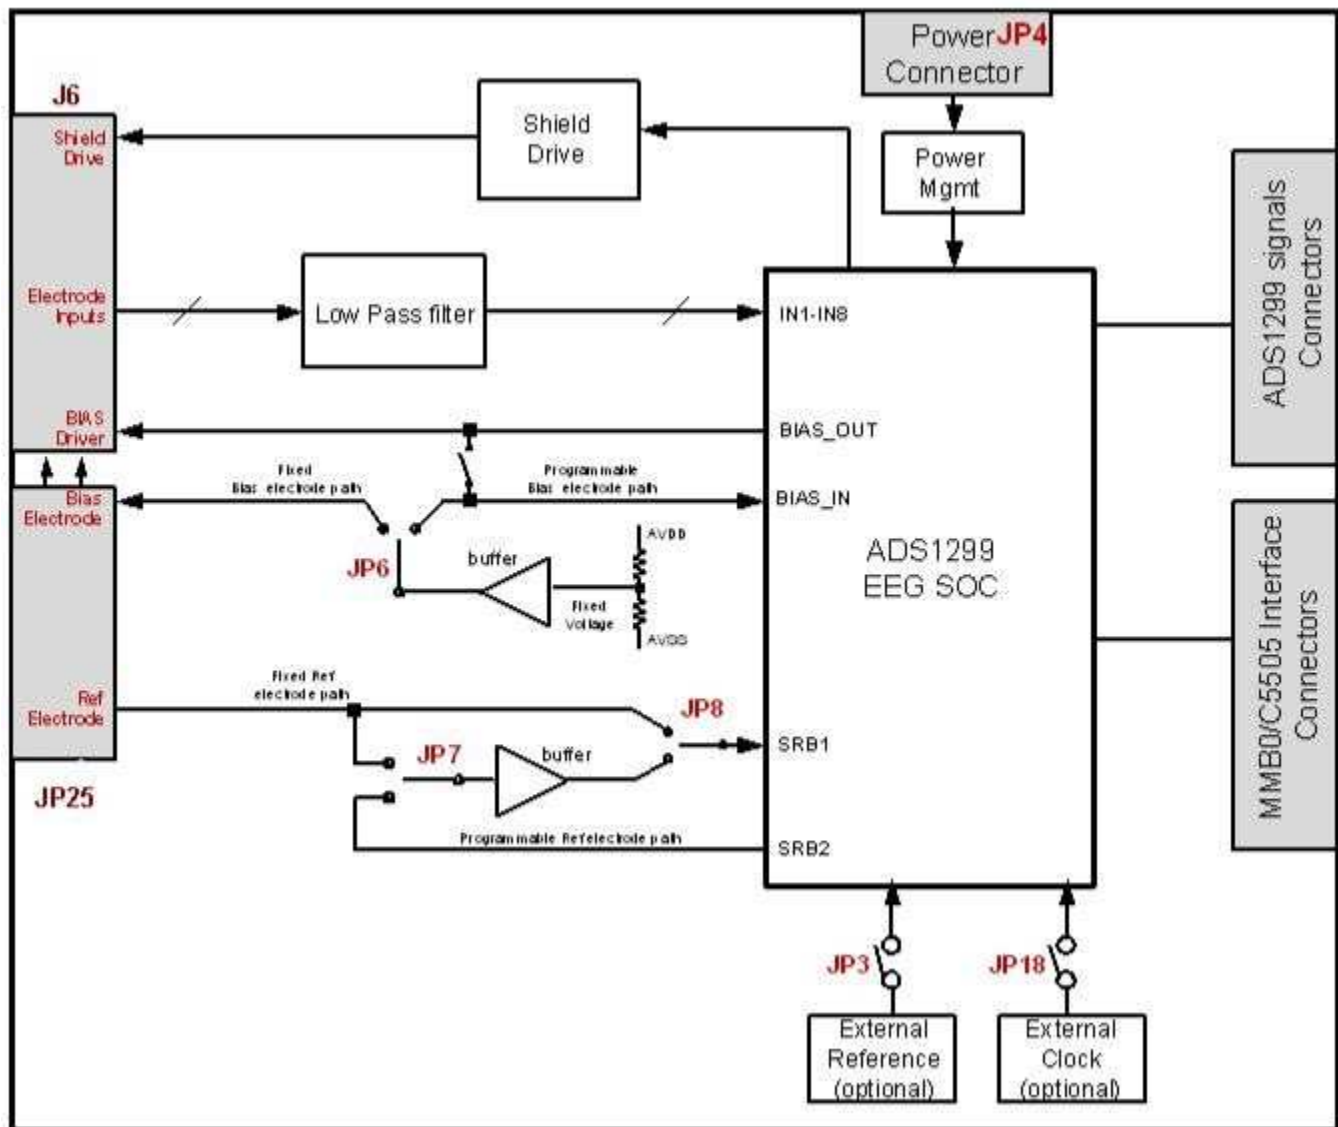 Power JP4
Connector
J6
Shield
Drive
Shield
Drive
Power
Mgmt
ADS1299 signals
Connectors
Electrode
Inputs
Low Pass filter
IN1-IN8
BIAS
Driver
BIAS_OUT
Fixed
Bias electrode path
Programmable
Bias electrode path
Bias
Electrode
BIAS_IN
JP6
buffer
AVDD
Fixed
Voltage
AVSS
ADS1299
EEG SOC
MMB0/C5505 Interface
Connectors
Fixed Ref
electrode path
Ref
Electrode
JP8
JP7
buffer
SRB1
JP25
Programmable Ref electrode path
SRB2
JP3
JP18
External
Reference
(optional)
External
Clock
(optional)